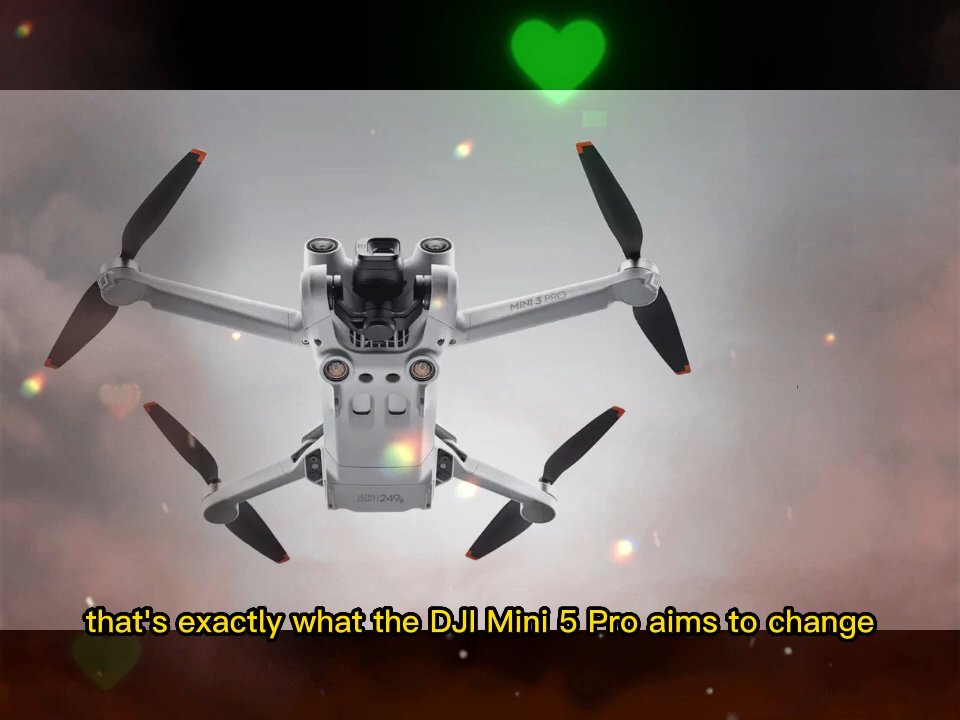 MINI 3 PRO
249g
that's exactly what the DJI Mini 5 Pro aims to change